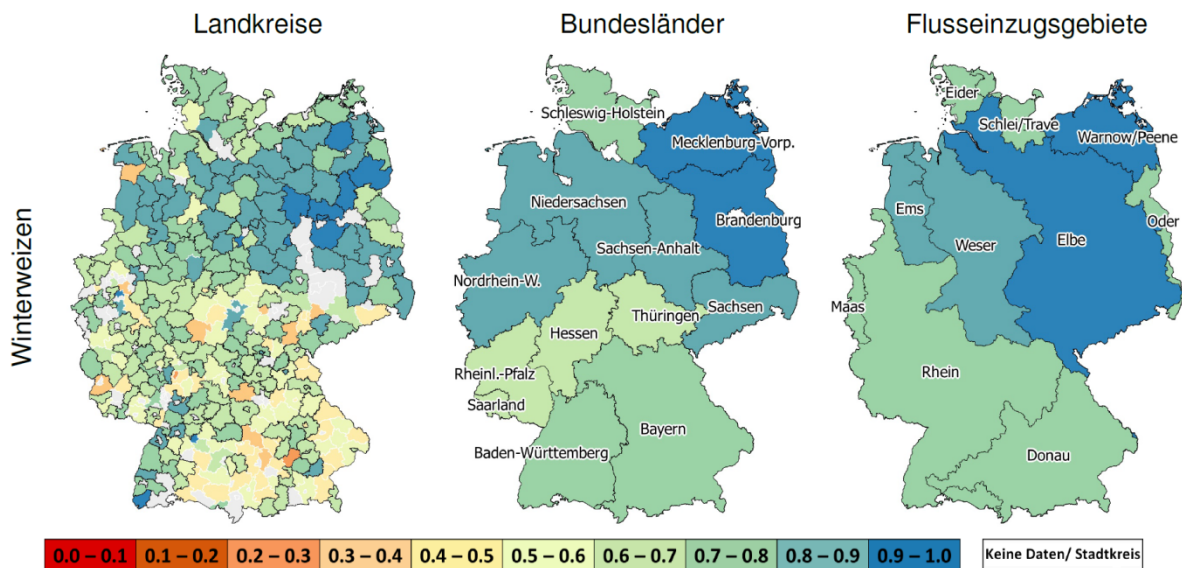 Landkreise
Bundesländer
Flusseinzugsgebiete
Winterweizen
Schleswig-Holstein
Mecklenburg-Vorp.
Niedersachsen
Brandenburg
Sachsen-Anhalt
Nordrhein-W.
Sachsen
Thüringen
Hessen
Rheinl.-Pfalz
Saarland
Bayern
Baden-Württemberg
Eider
Schlei/Trave
Warnow/Peene
Ems
Oder
Weser
Elbe
Maas
Rhein
Donau
0.0 – 0.1 0.1 – 0.2 0.2 – 0.3 0.3 – 0.4 0.4 – 0.5 0.5 – 0.6 0.6 – 0.7 0.7 – 0.8 0.8 – 0.9 0.9 – 1.0 Keine Daten/ Stadtkreis